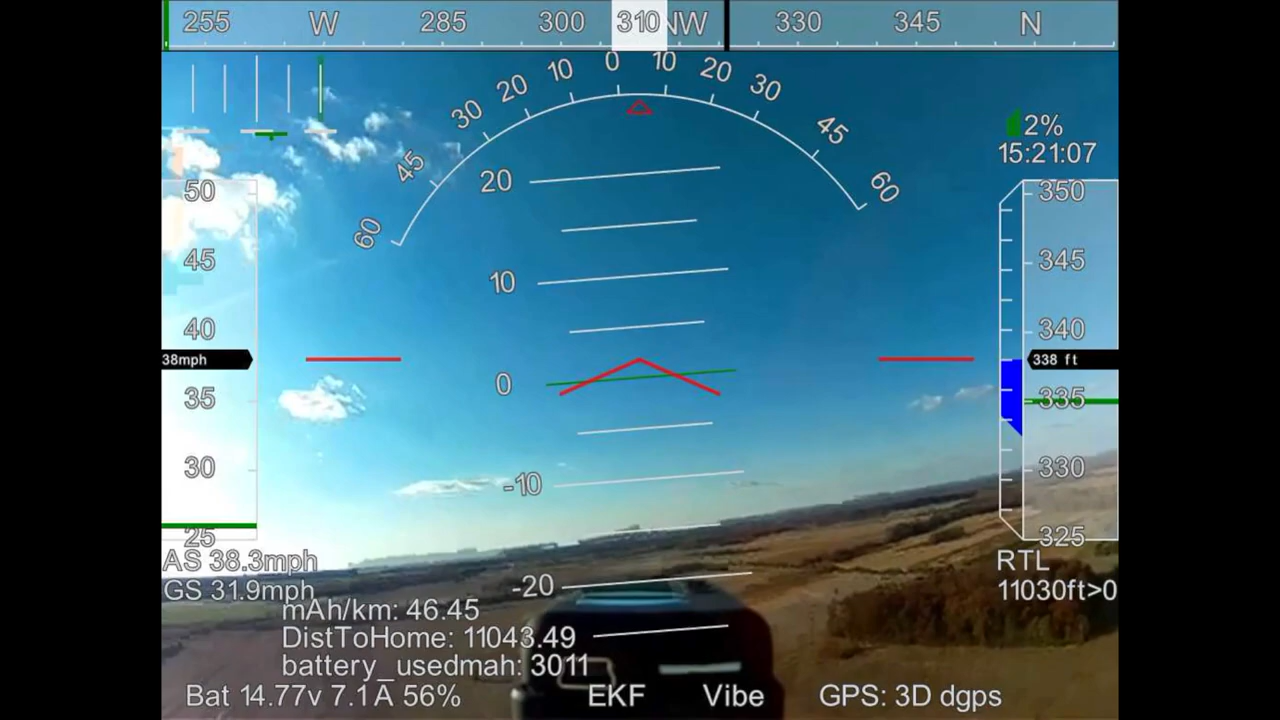 255 W 285 300 310 NW 330 345 N
60 45 30 20 10 0 10 20 30 45 60
2%
15:21:07
20
10
0
-10
-20
50
45
40
38mph
35
30
25
350
345
340
338 ft
335
330
325
AS 38.3mph
GS 31.9mph
RTL
11030ft>0
mAh/km: 46.45
DistToHome: 11043.49
battery_usedmah: 3011
Bat 14.77v 7.1A 56% EKF Vibe GPS: 3D dgps